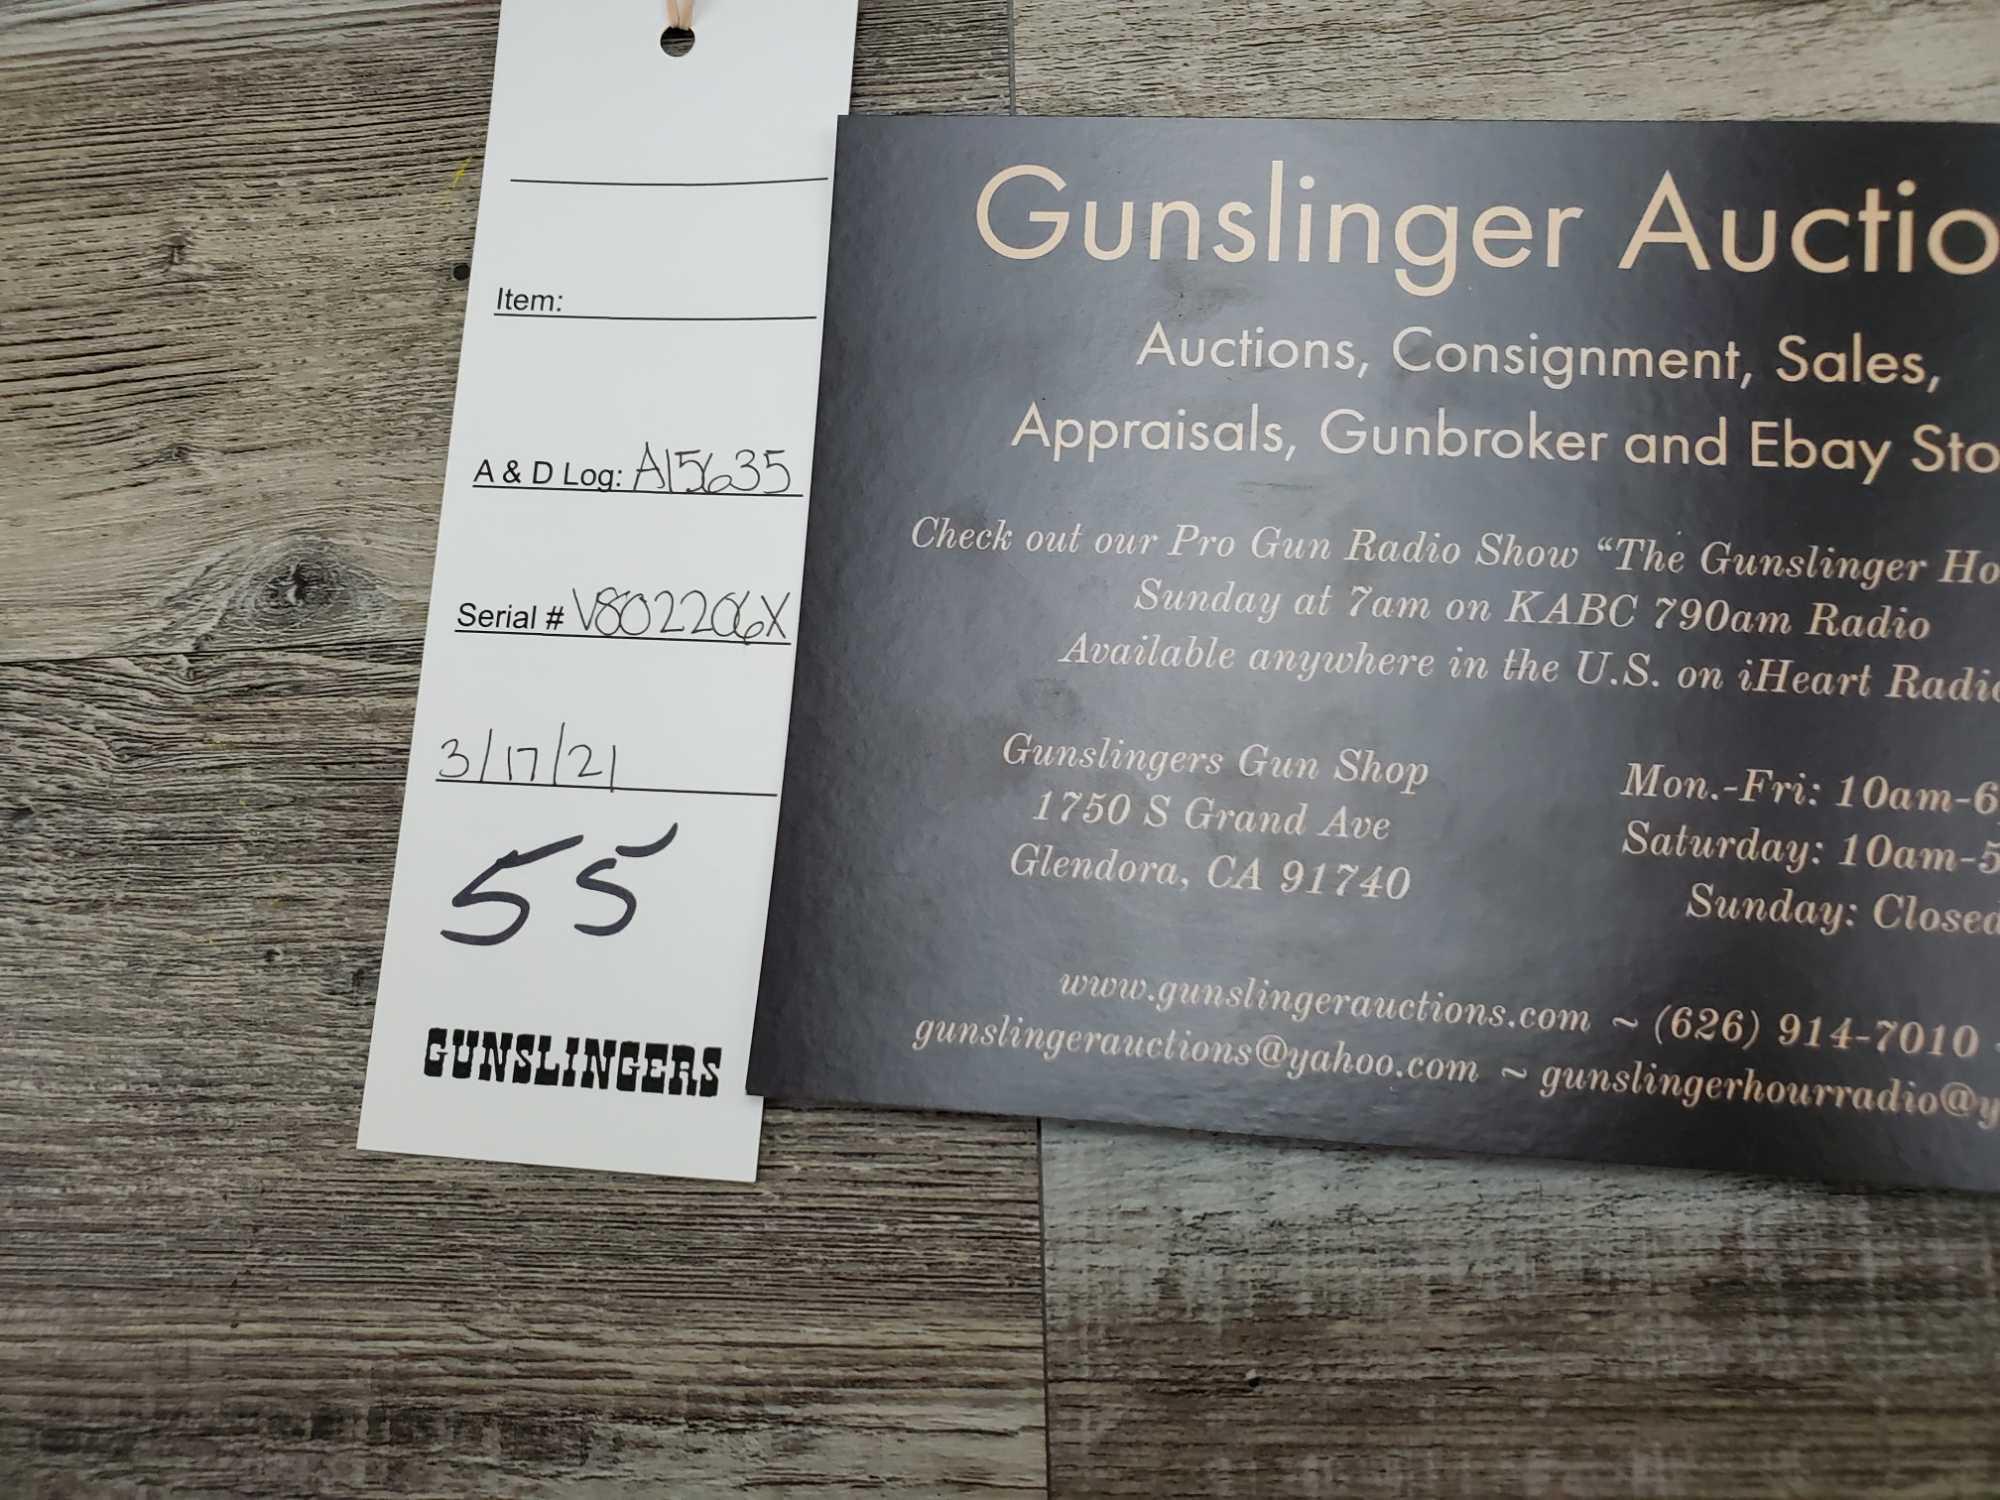 Item:
A & D Log: A15635
Serial # V802206X
3/17/21
55
GUNSLINGERS
Gunslinger Auctio
Auctions, Consignment, Sales,
Appraisals, Gunbroker and Ebay Sto
Check out our Pro Gun Radio Show “The Gunslinger Ho
Sunday at 7am on KABC 790am Radio
Available anywhere in the U.S. on iHeart Radio
Gunslingers Gun Shop
1750 S Grand Ave
Glendora, CA 91740
Mon.-Fri: 10am-6
Saturday: 10am-5
Sunday: Closed
www.gunslingerauctions.com ~ (626) 914-7010 ~
gunslingerauctions@yahoo.com ~ gunslingerhourradio@y